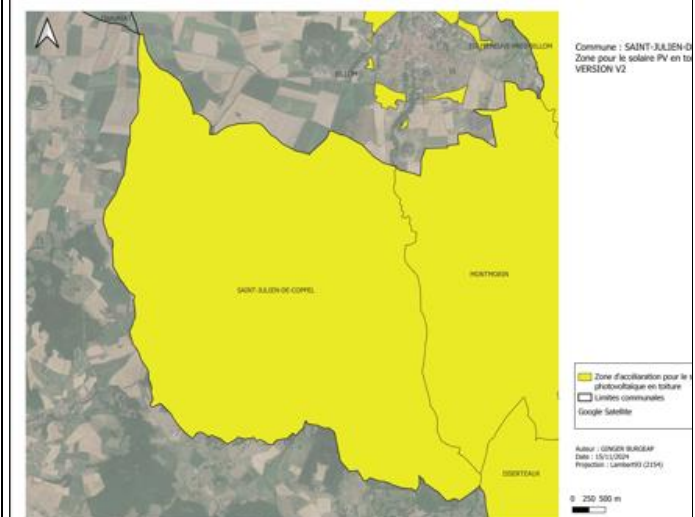 Commune : SAINT-JULIEN-D
Zone pour le solaire PV en to
VERSION V2
BILLOM
SAINT-JULIEN-DE-COPPEL
MONTMORIN
ISSERTEAUX
Zone d'accélération pour le s
photovoltaïque en toiture
Limites communales
Google Satellite
Auteur : GINGER BURGEAP
Date : 15/11/2024
Projection : Lambert93 (2154)
0 250 500 m